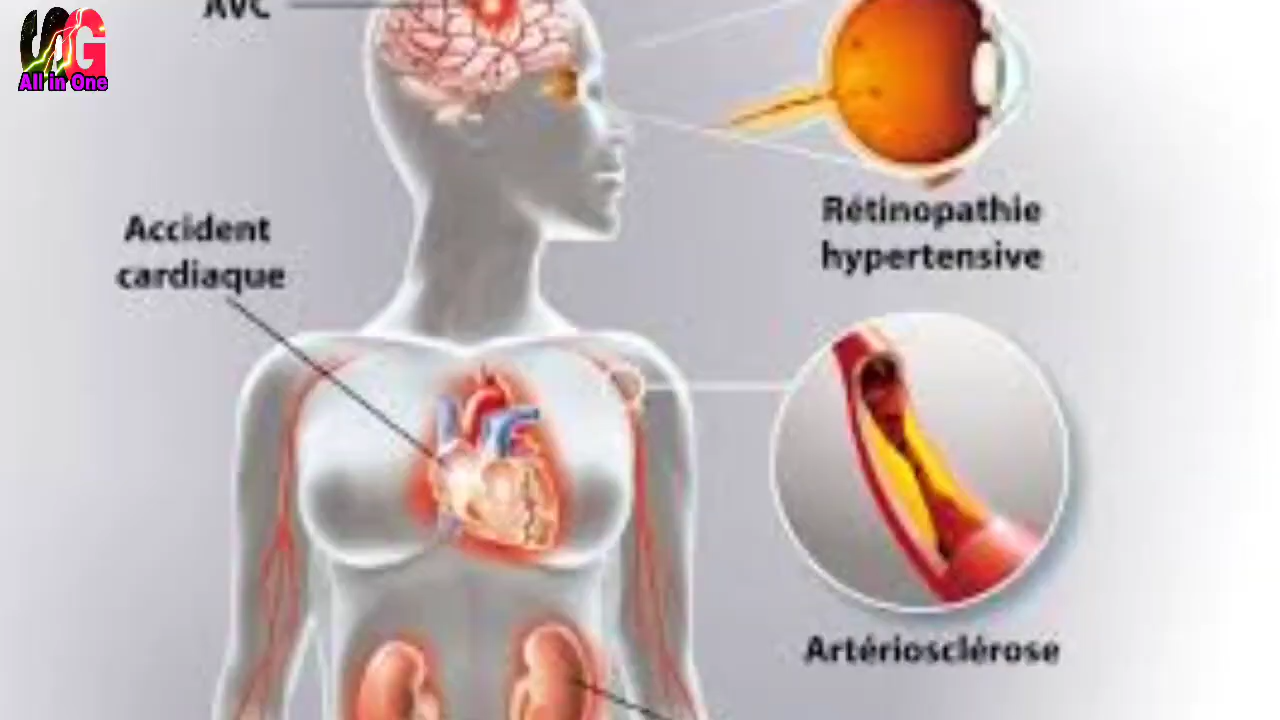 AVC
All in One
Accident
cardiaque
Rétinopathie
hypertensive
Artériosclérose